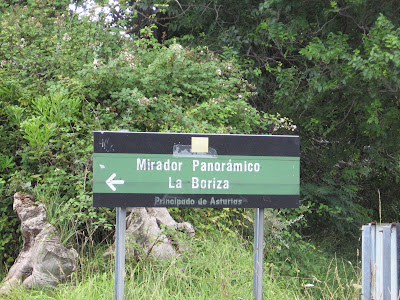 Mirador Panorámico
La Boriza
Principado de Asturias